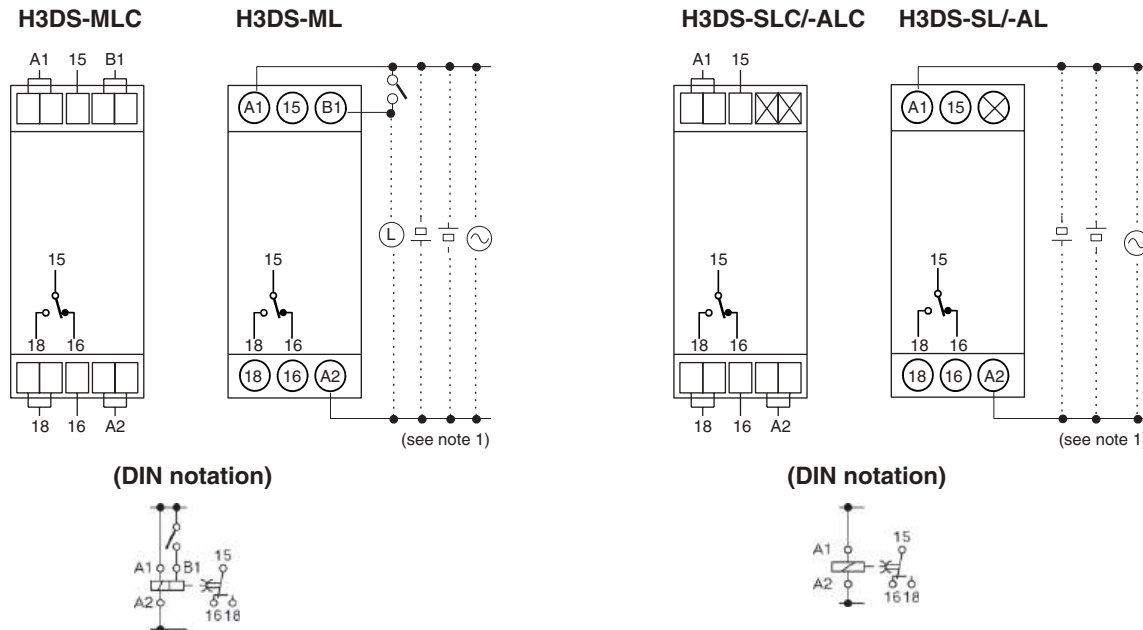 H3DS-MLC
H3DS-ML
H3DS-SLC/-ALC
H3DS-SL/-AL
A1 15 B1
A1 15 B1
L
15
18 16
15
18 16
18 16 A2
18 16 A2
(see note 1)
A1 15
A1 15
15
18 16
15
18 16
18 16 A2
18 16 A2
(see note 1)
(DIN notation)
A1 B1 15
A2
16 18
(DIN notation)
A1 15
A2
16 18